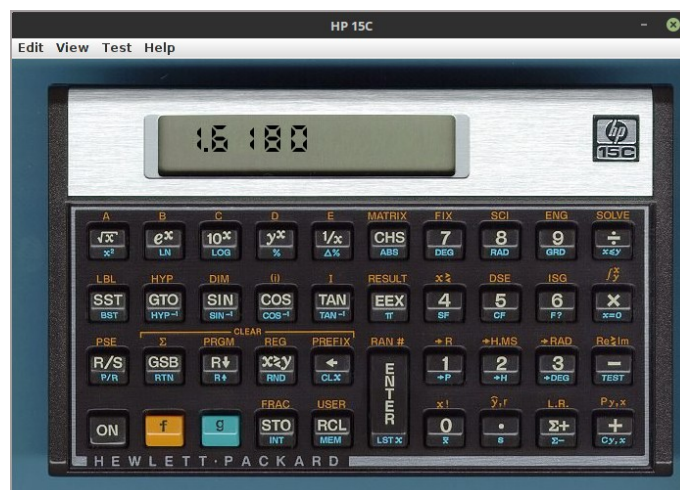 HP 15C
Edit View Test Help
1.6180
hp
15C
A B C D E MATRIX FIX SCI ENG SOLVE
√x eˣ 10ˣ yˣ 1/x CHS 7 8 9 ÷
x² LN LOG % Δ% ABS DEG RAD GRD x≤y
LBL HYP DIM (i) I RESULT x≷ DSE ISG ∫ˣᵧ
SST GTO SIN COS TAN EEX 4 5 6 ×
BST HYP⁻¹ SIN⁻¹ COS⁻¹ TAN⁻¹ π SF CF F? x=0
CLEAR
PSE Σ PRGM REG PREFIX RAN # →R →H.MS →RAD Re≷Im
R/S GSB R↓ x≷y ← ENTER 1 2 3 −
P/R RTN R↑ RND CLx →P →H →DEG TEST
FRAC USER x! ŷ,r L.R. Py,x
ON f g STO RCL 0 · Σ+ +
INT MEM LST x x̄ s Σ− Cy,x
HEWLETT·PACKARD